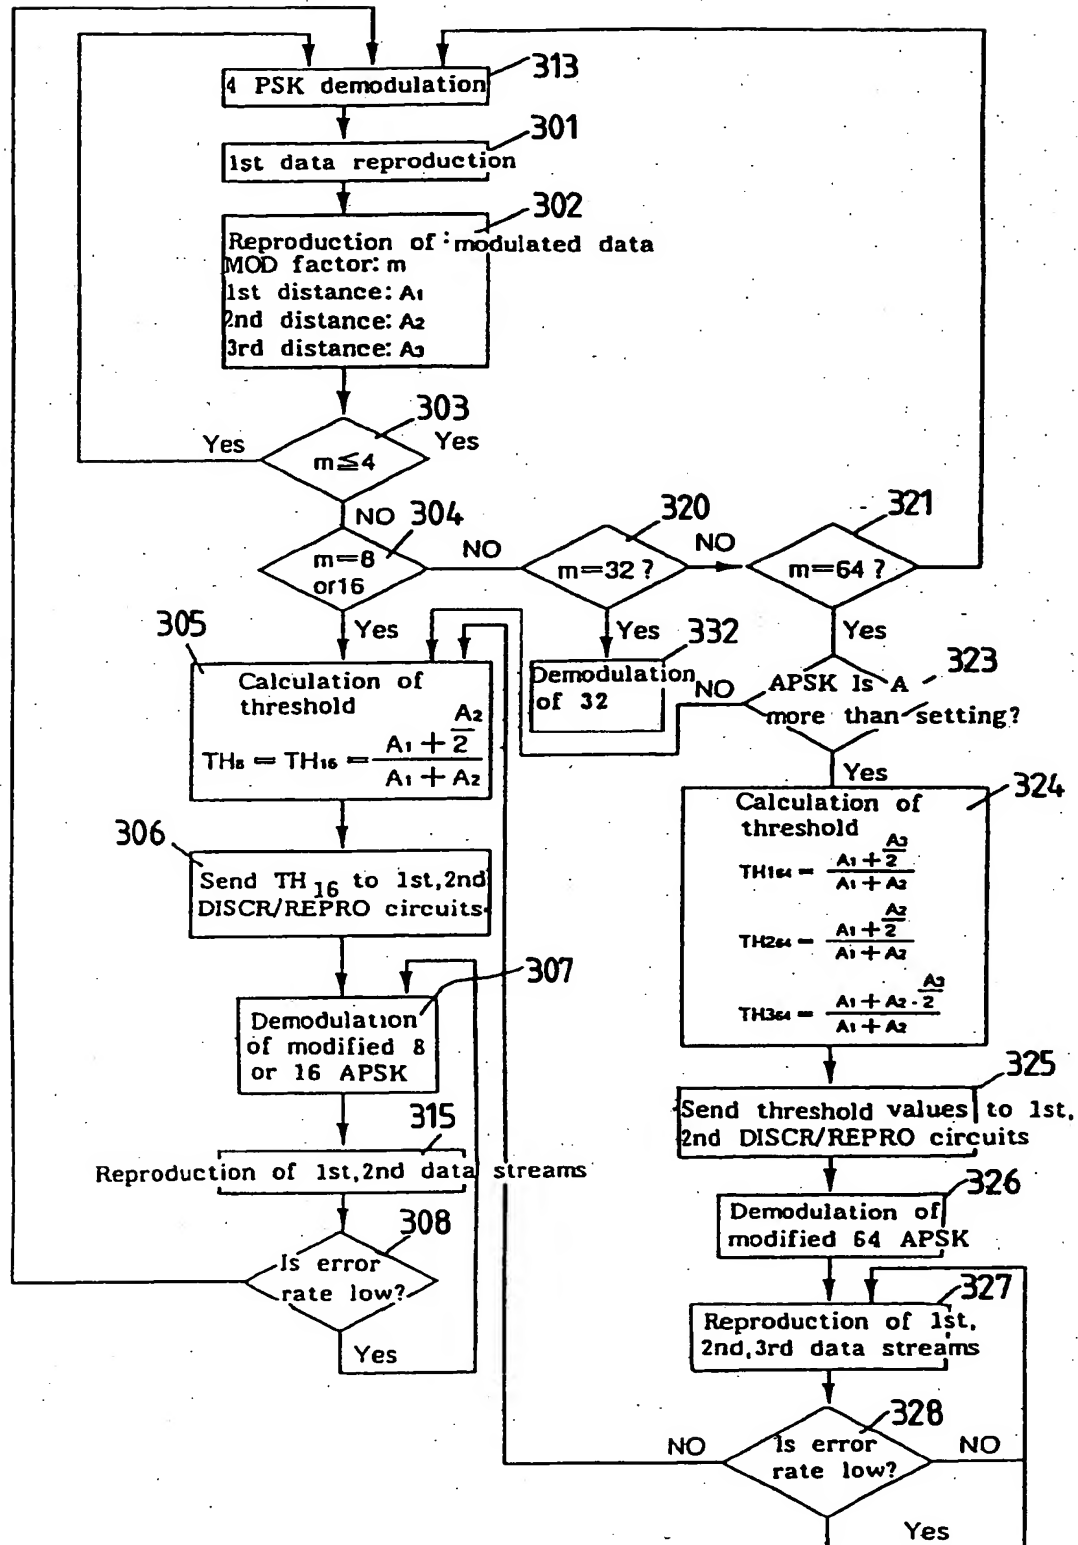 313
4 PSK demodulation
301
1st data reproduction
302
Reproduction of modulated data
MOD factor: m
1st distance: A1
2nd distance: A2
3rd distance: A3
303
Yes
Yes
m≦4
NO
304
m=8
or16
NO
320
m=32 ?
NO
321
m=64 ?
305
Yes
Yes
332
Yes
Calculation of
threshold
TH8 = TH16 = (A1 + A2/2) / (A1 + A2)
Demodulation
of 32
NO
APSK Is A
323
more than setting?
Yes
324
Calculation of
threshold
TH164 = (A1 + A3/2) / (A1 + A2)
TH264 = (A1 + A2/2) / (A1 + A2)
TH364 = (A1 + A2 · A3/2) / (A1 + A2)
306
Send TH16 to 1st,2nd
DISCR/REPRO circuits
307
Demodulation
of modified 8
or 16 APSK
325
Send threshold values to 1st,
2nd DISCR/REPRO circuits
315
Reproduction of 1st,2nd data streams
326
Demodulation of
modified 64 APSK
308
Is error
rate low?
Yes
327
Reproduction of 1st,
2nd,3rd data streams
328
NO
Is error
rate low?
NO
Yes